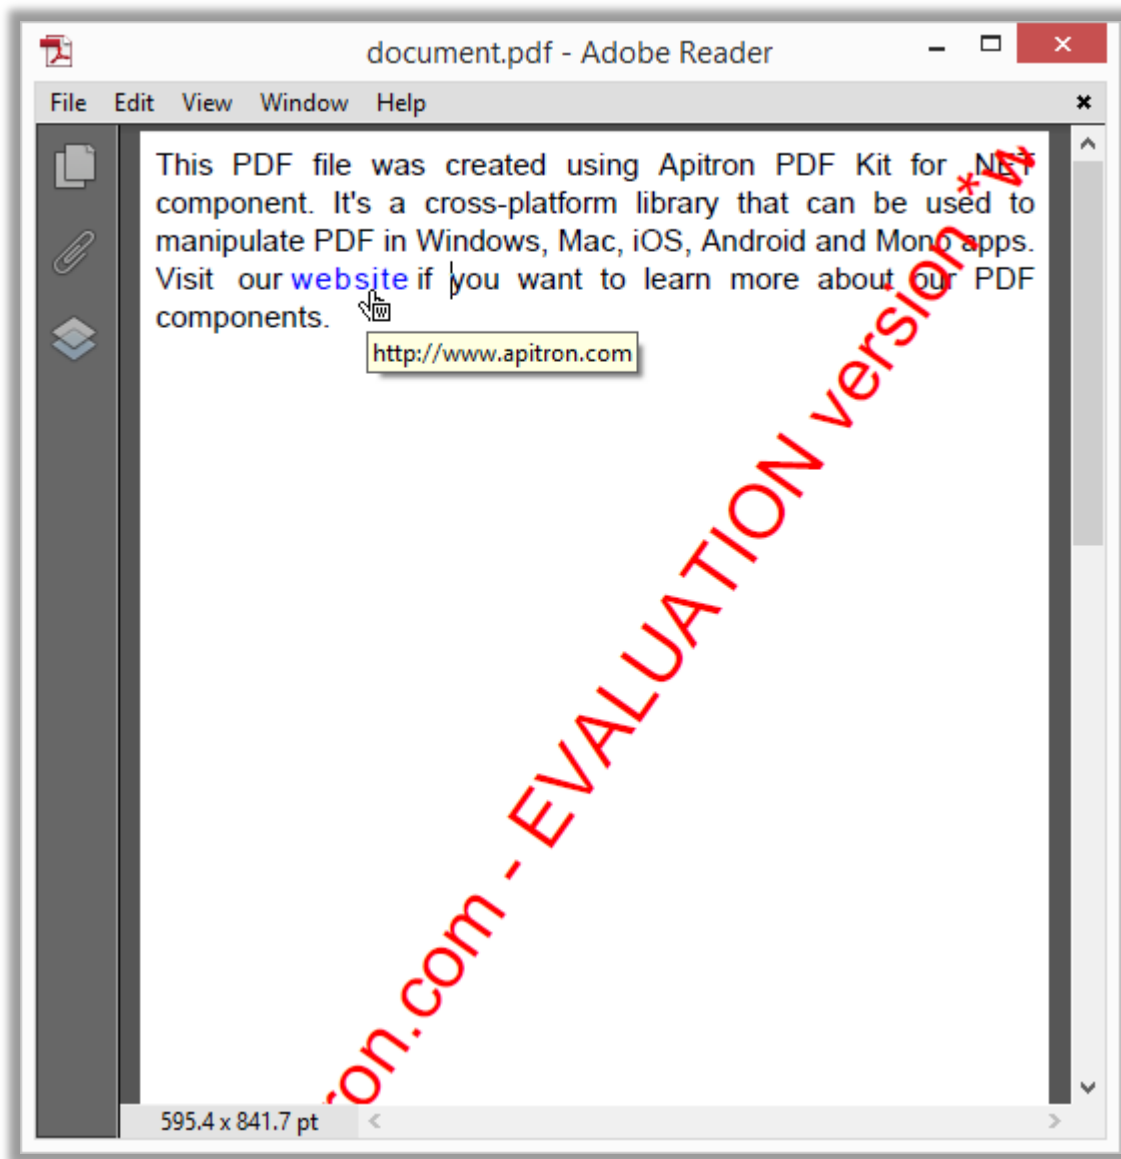 document.pdf - Adobe Reader
File Edit View Window Help
This PDF file was created using Apitron PDF Kit for .NET
component. It's a cross-platform library that can be used to
manipulate PDF in Windows, Mac, iOS, Android and Mono apps.
Visit our website if you want to learn more about our PDF
components.
http://www.apitron.com
ron.com - EVALUATION version *w
595.4 x 841.7 pt